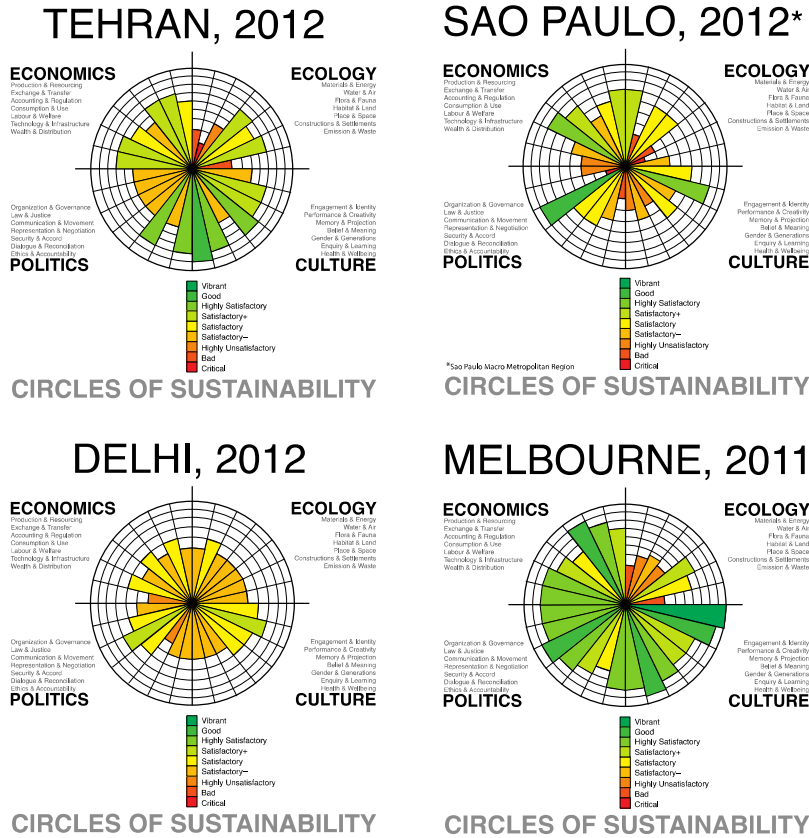 TEHRAN, 2012
ECONOMICS
Production & Resourcing
Exchange & Transfer
Accounting & Regulation
Consumption & Use
Labour & Welfare
Technology & Infrastructure
Wealth & Distribution
ECOLOGY
Materials & Energy
Water & Air
Flora & Fauna
Habitat & Land
Place & Space
Constructions & Settlements
Emission & Waste
Organization & Governance
Law & Justice
Communication & Movement
Representation & Negotiation
Security & Accord
Dialogue & Reconciliation
Ethics & Accountability
POLITICS
Engagement & Identity
Performance & Creativity
Memory & Projection
Belief & Meaning
Gender & Generations
Enquiry & Learning
Health & Wellbeing
CULTURE
Vibrant
Good
Highly Satisfactory
Satisfactory+
Satisfactory
Satisfactory–
Highly Unsatisfactory
Bad
Critical
CIRCLES OF SUSTAINABILITY
SAO PAULO, 2012*
ECONOMICS
Production & Resourcing
Exchange & Transfer
Accounting & Regulation
Consumption & Use
Labour & Welfare
Technology & Infrastructure
Wealth & Distribution
ECOLOGY
Materials & Energy
Water & Air
Flora & Fauna
Habitat & Land
Place & Space
Constructions & Settlements
Emission & Waste
Organization & Governance
Law & Justice
Communication & Movement
Representation & Negotiation
Security & Accord
Dialogue & Reconciliation
Ethics & Accountability
POLITICS
Engagement & Identity
Performance & Creativity
Memory & Projection
Belief & Meaning
Gender & Generations
Enquiry & Learning
Health & Wellbeing
CULTURE
Vibrant
Good
Highly Satisfactory
Satisfactory+
Satisfactory
Satisfactory–
Highly Unsatisfactory
Bad
Critical
*Sao Paulo Macro Metropolitan Region
CIRCLES OF SUSTAINABILITY
DELHI, 2012
ECONOMICS
Production & Resourcing
Exchange & Transfer
Accounting & Regulation
Consumption & Use
Labour & Welfare
Technology & Infrastructure
Wealth & Distribution
ECOLOGY
Materials & Energy
Water & Air
Flora & Fauna
Habitat & Land
Place & Space
Constructions & Settlements
Emission & Waste
Organization & Governance
Law & Justice
Communication & Movement
Representation & Negotiation
Security & Accord
Dialogue & Reconciliation
Ethics & Accountability
POLITICS
Engagement & Identity
Performance & Creativity
Memory & Projection
Belief & Meaning
Gender & Generations
Enquiry & Learning
Health & Wellbeing
CULTURE
Vibrant
Good
Highly Satisfactory
Satisfactory+
Satisfactory
Satisfactory–
Highly Unsatisfactory
Bad
Critical
CIRCLES OF SUSTAINABILITY
MELBOURNE, 2011
ECONOMICS
Production & Resourcing
Exchange & Transfer
Accounting & Regulation
Consumption & Use
Labour & Welfare
Technology & Infrastructure
Wealth & Distribution
ECOLOGY
Materials & Energy
Water & Air
Flora & Fauna
Habitat & Land
Place & Space
Constructions & Settlements
Emission & Waste
Organization & Governance
Law & Justice
Communication & Movement
Representation & Negotiation
Security & Accord
Dialogue & Reconciliation
Ethics & Accountability
POLITICS
Engagement & Identity
Performance & Creativity
Memory & Projection
Belief & Meaning
Gender & Generations
Enquiry & Learning
Health & Wellbeing
CULTURE
Vibrant
Good
Highly Satisfactory
Satisfactory+
Satisfactory
Satisfactory–
Highly Unsatisfactory
Bad
Critical
CIRCLES OF SUSTAINABILITY